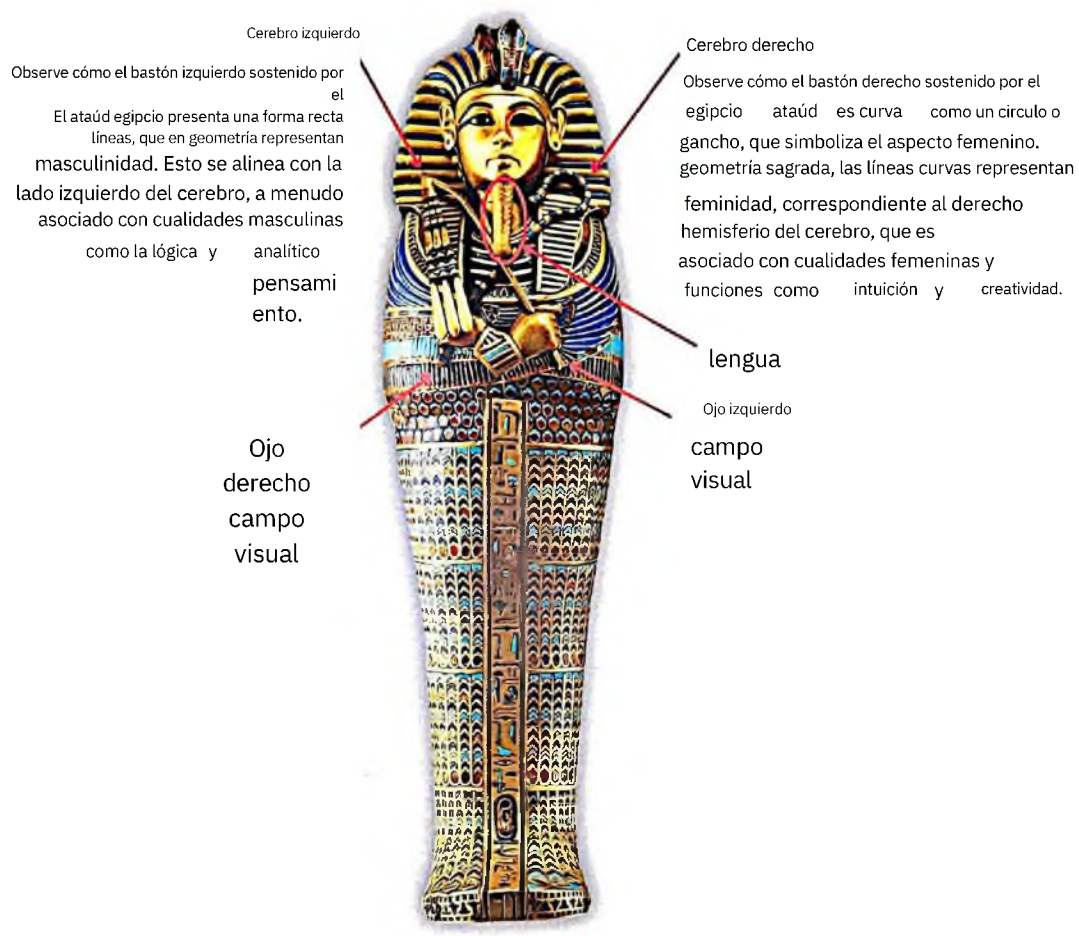 Cerebro izquierdo
Observe cómo el bastón izquierdo sostenido por
el
El ataúd egipcio presenta una forma recta
líneas, que en geometría representan
masculinidad. Esto se alinea con la
lado izquierdo del cerebro, a menudo
asociado con cualidades masculinas
como la lógica y analítico
pensami
ento.
Cerebro derecho
Observe cómo el bastón derecho sostenido por el
egipcio ataúd es curva como un circulo o
gancho, que simboliza el aspecto femenino.
geometría sagrada, las líneas curvas representan
feminidad, correspondiente al derecho
hemisferio del cerebro, que es
asociado con cualidades femeninas y
funciones como intuición y creatividad.
lengua
Ojo izquierdo
campo
visual
Ojo
derecho
campo
visual